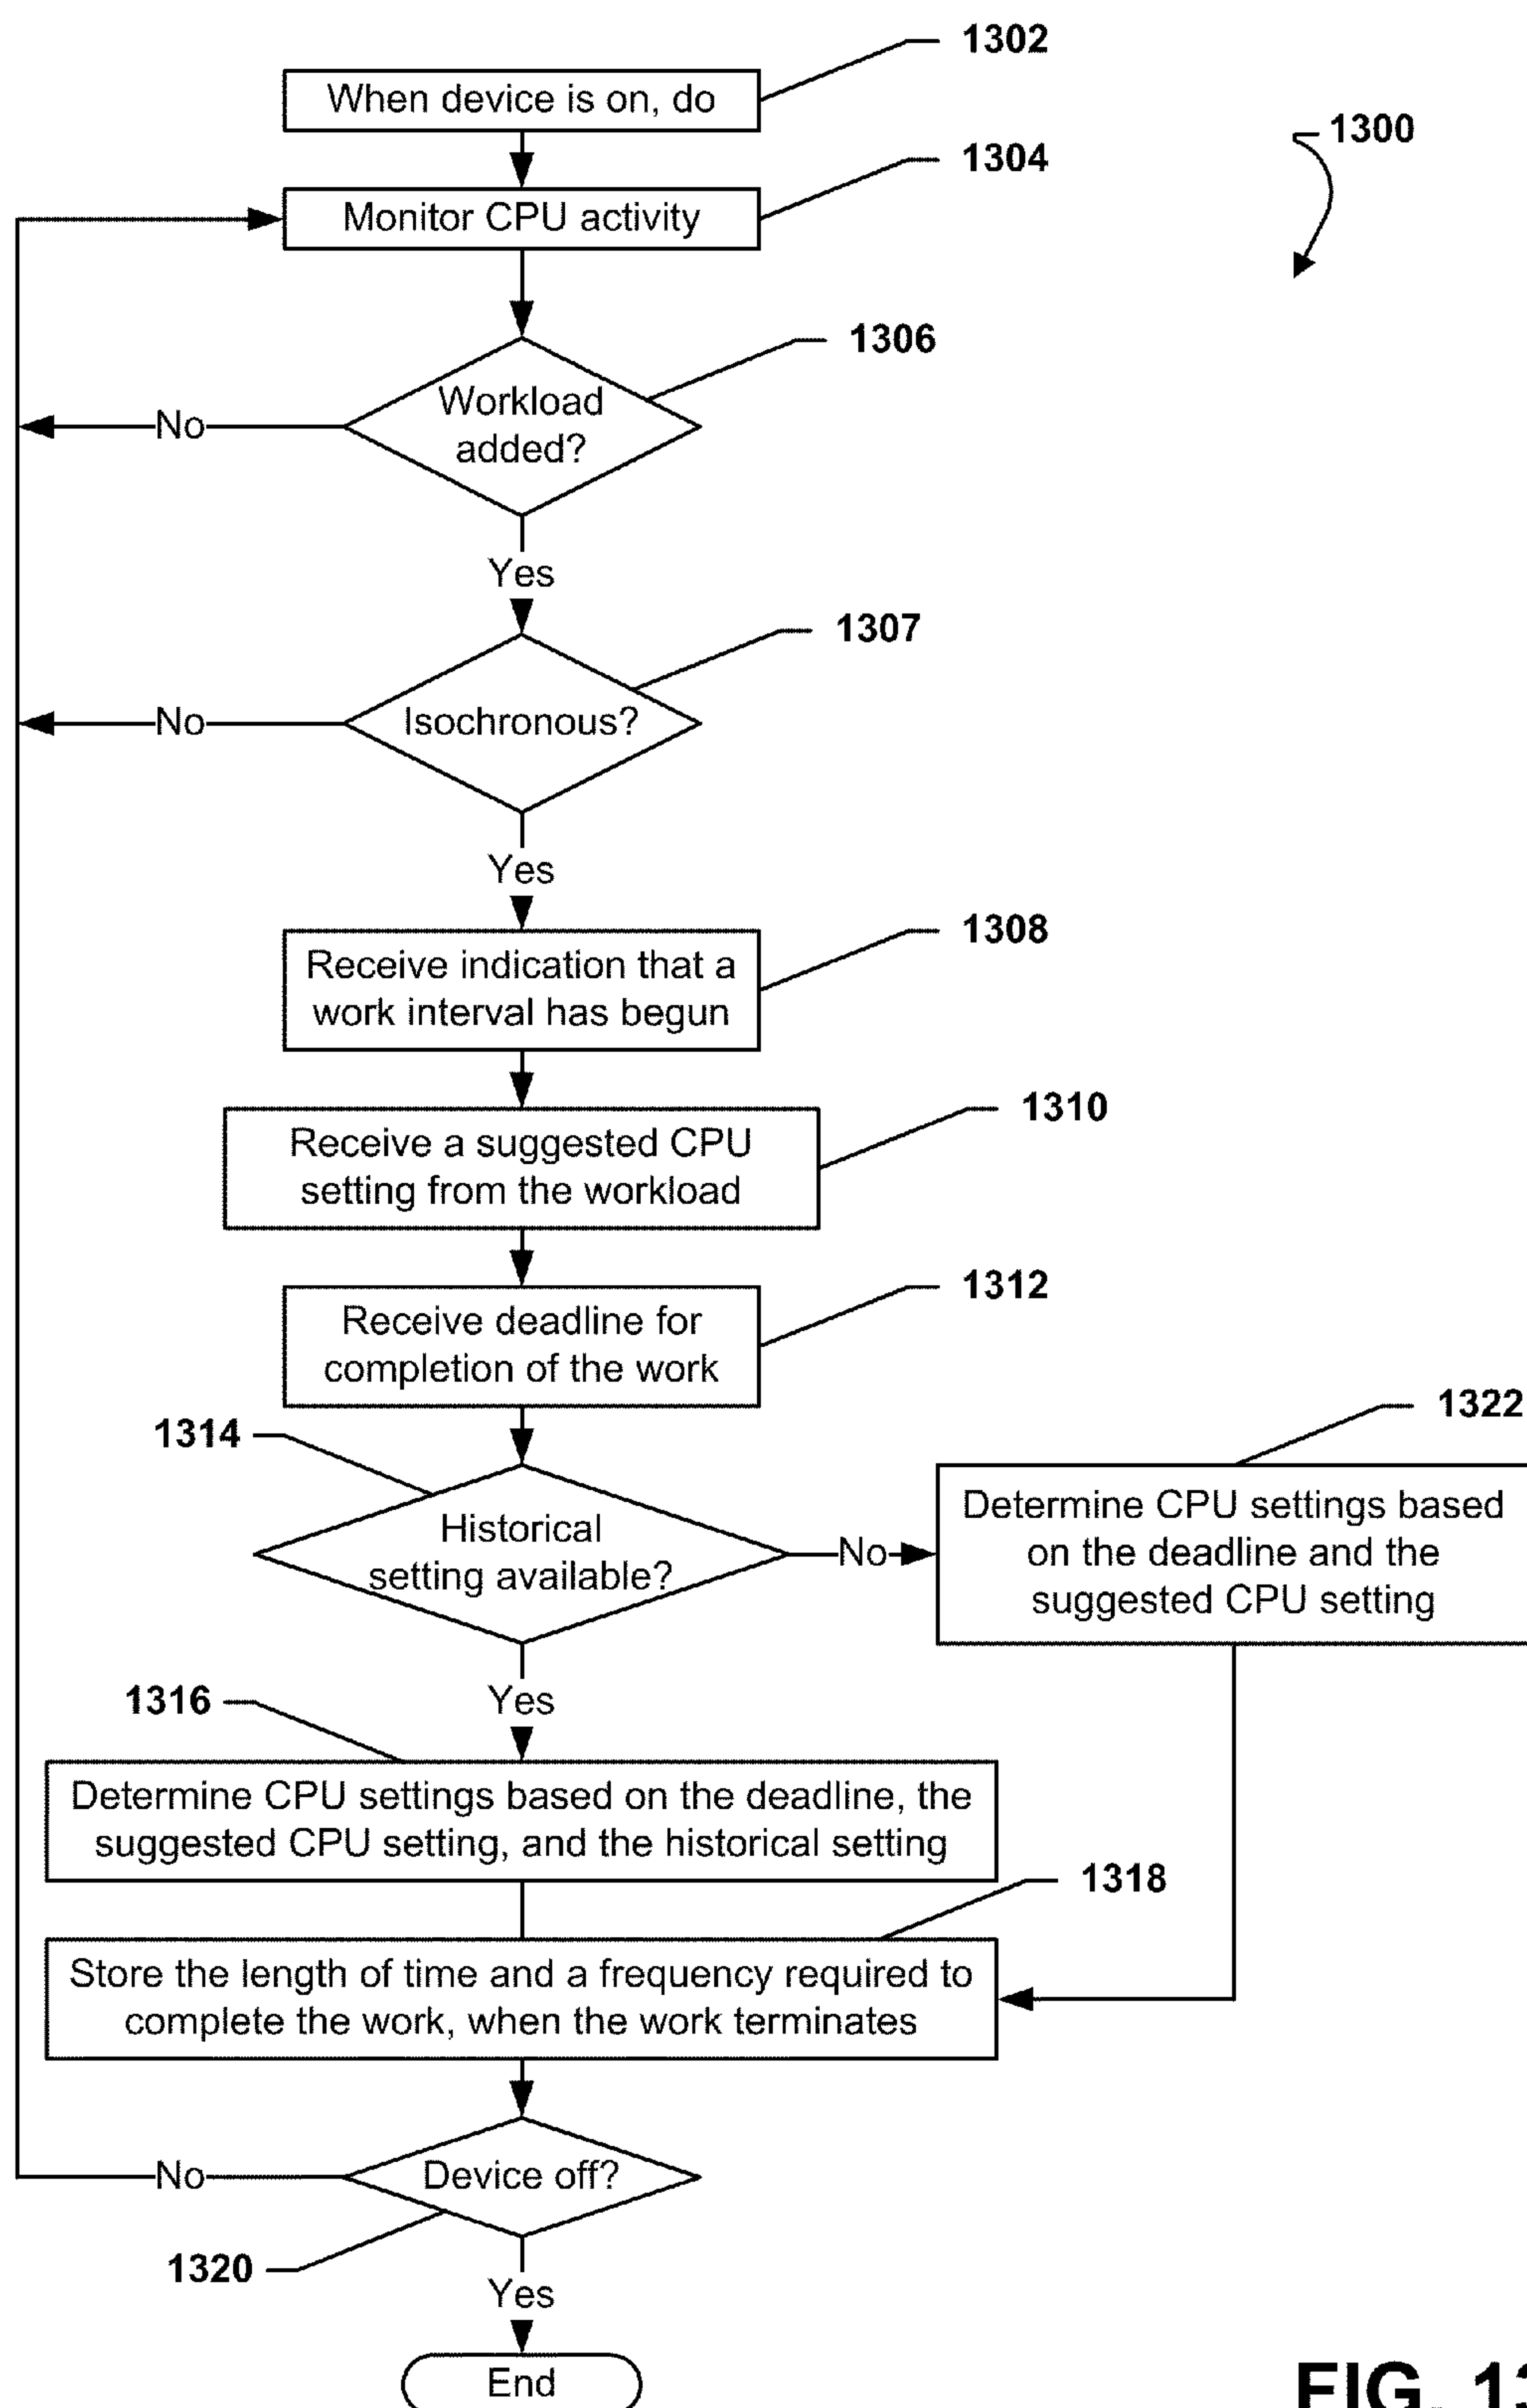 1302
When device is on, do
1300
1304
Monitor CPU activity
1306
Workload
added?
No
Yes
1307
Isochronous?
No
Yes
1308
Receive indication that a
work interval has begun
1310
Receive a suggested CPU
setting from the workload
1312
Receive deadline for
completion of the work
1322
1314
Historical
setting available?
No
Determine CPU settings based
on the deadline and the
suggested CPU setting
Yes
1316
Determine CPU settings based on the deadline, the
suggested CPU setting, and the historical setting
1318
Store the length of time and a frequency required to
complete the work, when the work terminates
Device off?
No
1320
Yes
End
FIG. 13